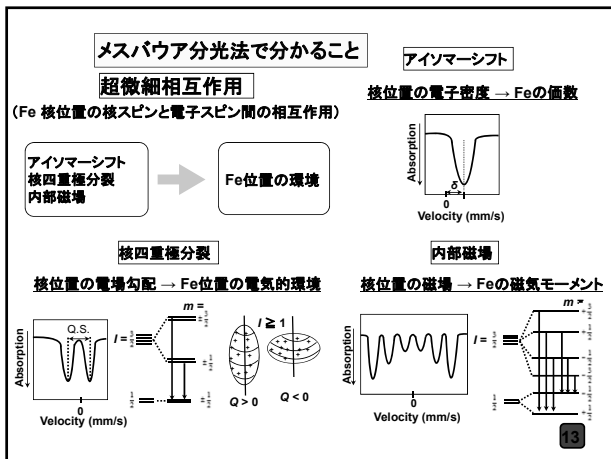 メスバウア分光法で分かること
超微細相互作用
(Fe 核位置の核スピンと電子スピン間の相互作用)
アイソマーシフト
核四重極分裂
内部磁場
Fe位置の環境
アイソマーシフト
核位置の電子密度 → Feの価数
Absorption
δ
0
Velocity (mm/s)
核四重極分裂
核位置の電場勾配 → Fe位置の電気的環境
Absorption
Q.S.
0
Velocity (mm/s)
I =
m =
I ≧ 1
Q > 0
Q < 0
内部磁場
核位置の磁場 → Feの磁気モーメント
Absorption
0
Velocity (mm/s)
I =
m =
13